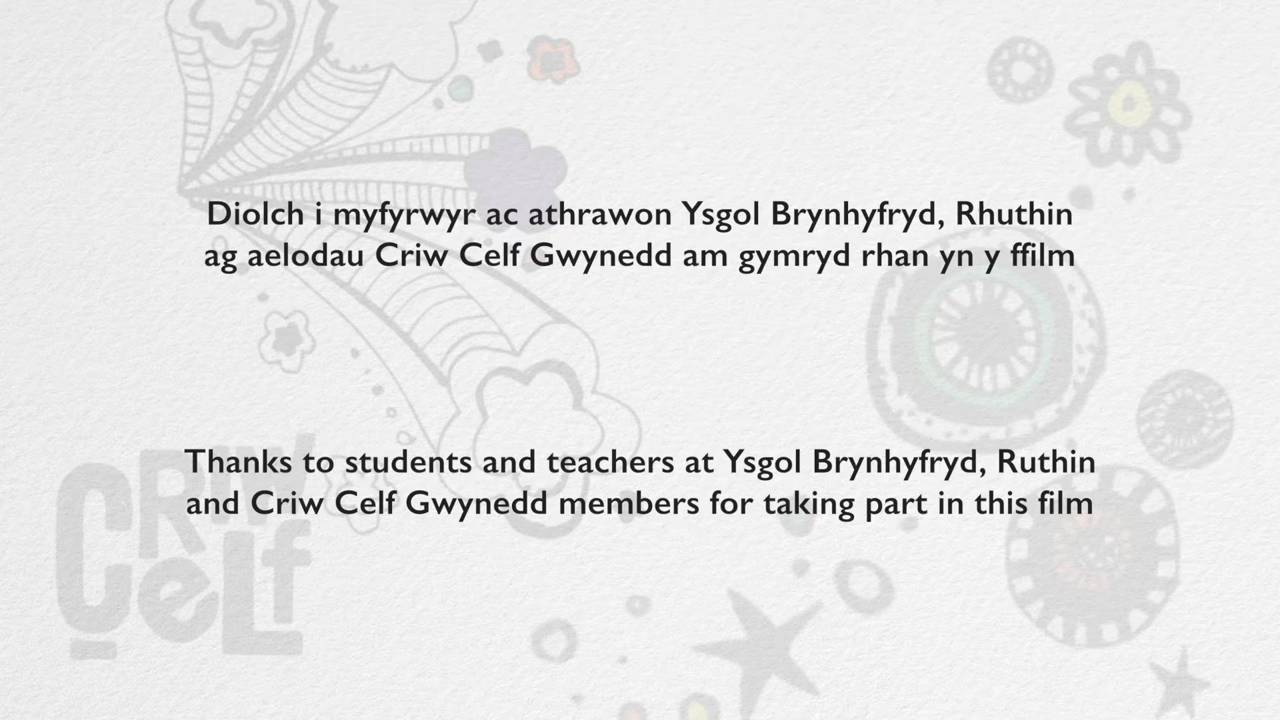 Diolch i myfyrwyr ac athrawon Ysgol Brynhyfryd, Rhuthin
ag aelodau Criw Celf Gwynedd am gymryd rhan yn y ffilm
Thanks to students and teachers at Ysgol Brynhyfryd, Ruthin
and Criw Celf Gwynedd members for taking part in this film
CRIW
CeLf